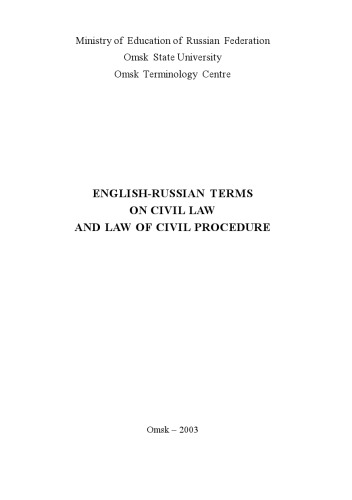 Ministry of Education of Russian Federation
Omsk State University
Omsk Terminology Centre
ENGLISH-RUSSIAN TERMS
ON CIVIL LAW
AND LAW OF CIVIL PROCEDURE
Omsk – 2003